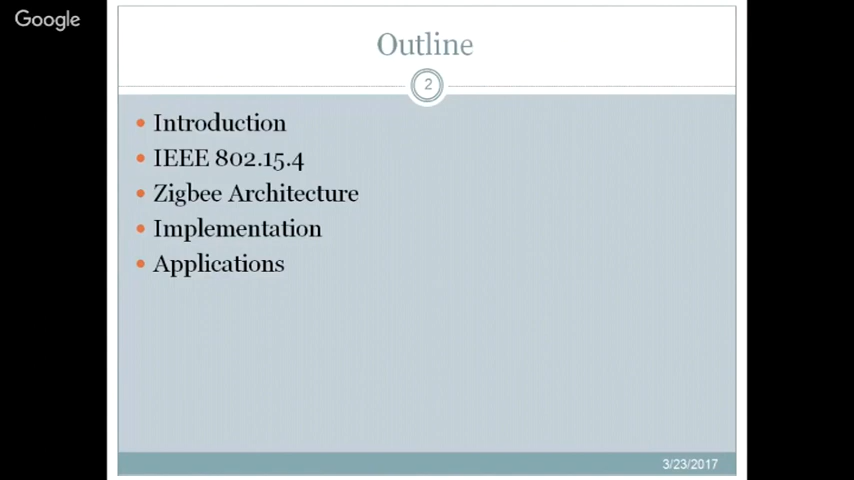 Google
Outline
2
Introduction
IEEE 802.15.4
Zigbee Architecture
Implementation
Applications
3/23/2017